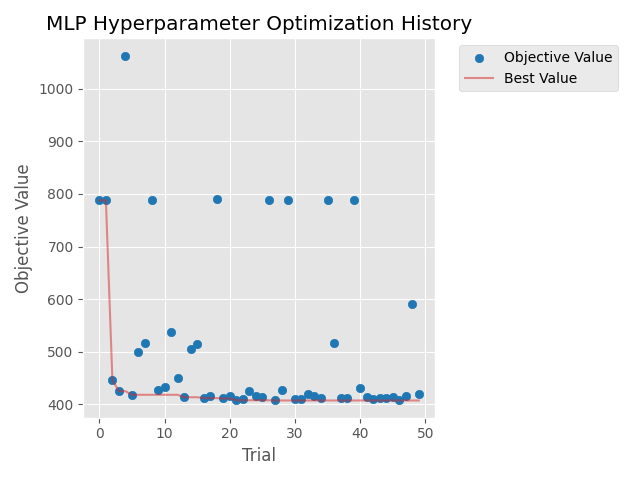 MLP Hyperparameter Optimization History
Objective Value
Best Value
1000
900
800
700
600
500
400
Objective Value
0 10 20 30 40 50
Trial